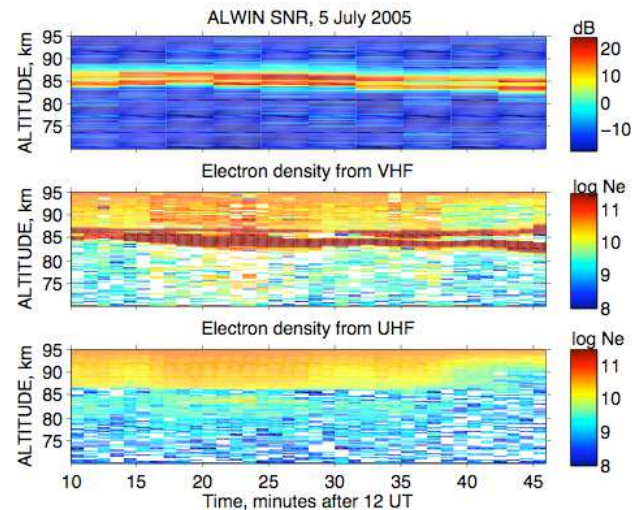 ALWIN SNR, 5 July 2005
dB
95
90
85
80
75
ALTITUDE, km
20
10
0
−10
Electron density from VHF
log Ne
95
90
85
80
75
ALTITUDE, km
11
10
9
8
Electron density from UHF
log Ne
95
90
85
80
75
ALTITUDE, km
11
10
9
8
10 15 20 25 30 35 40 45
Time, minutes after 12 UT